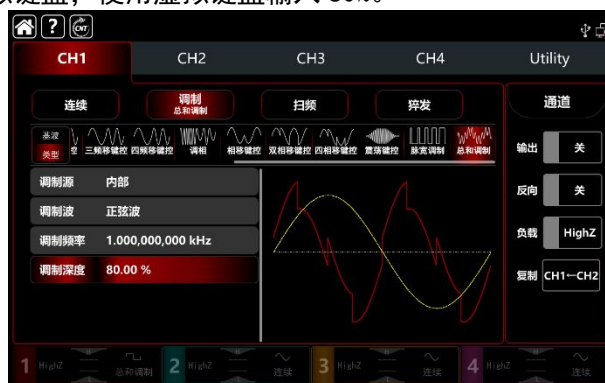 ? CNT
CH1 CH2 CH3 CH4 Utility
连续 调制 总和调制 扫频 猝发 通道
基波
类型 三频移键控 四频移键控 调相 相移键控 双相移键控 四相移键控 震荡键控 脉宽调制 总和调制
输出 关
调制源 内部
反向 关
调制波 正弦波
负载 HighZ
调制频率 1.000,000,000 kHz
调制深度 80.00 %
复制 CH1←CH2
1 HighZ 总和调制 2 HighZ 连续 3 HighZ 连续 4 HighZ 连续